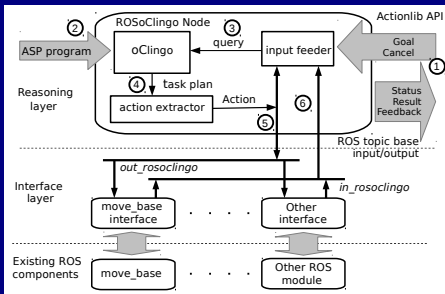 ROSoClingo Node
Actionlib API
2
3
ASP program
oClingo
query
input feeder
Goal
Cancel
1
4
task plan
6
Status
Result
Feedback
Reasoning
layer
action extractor
Action
5
ROS topic base
input/output
out_rosoclingo
in_rosoclingo
Interface
layer
move_base
interface
. . . .
Other
interface
Existing ROS
components
move_base
. . . .
Other ROS
module